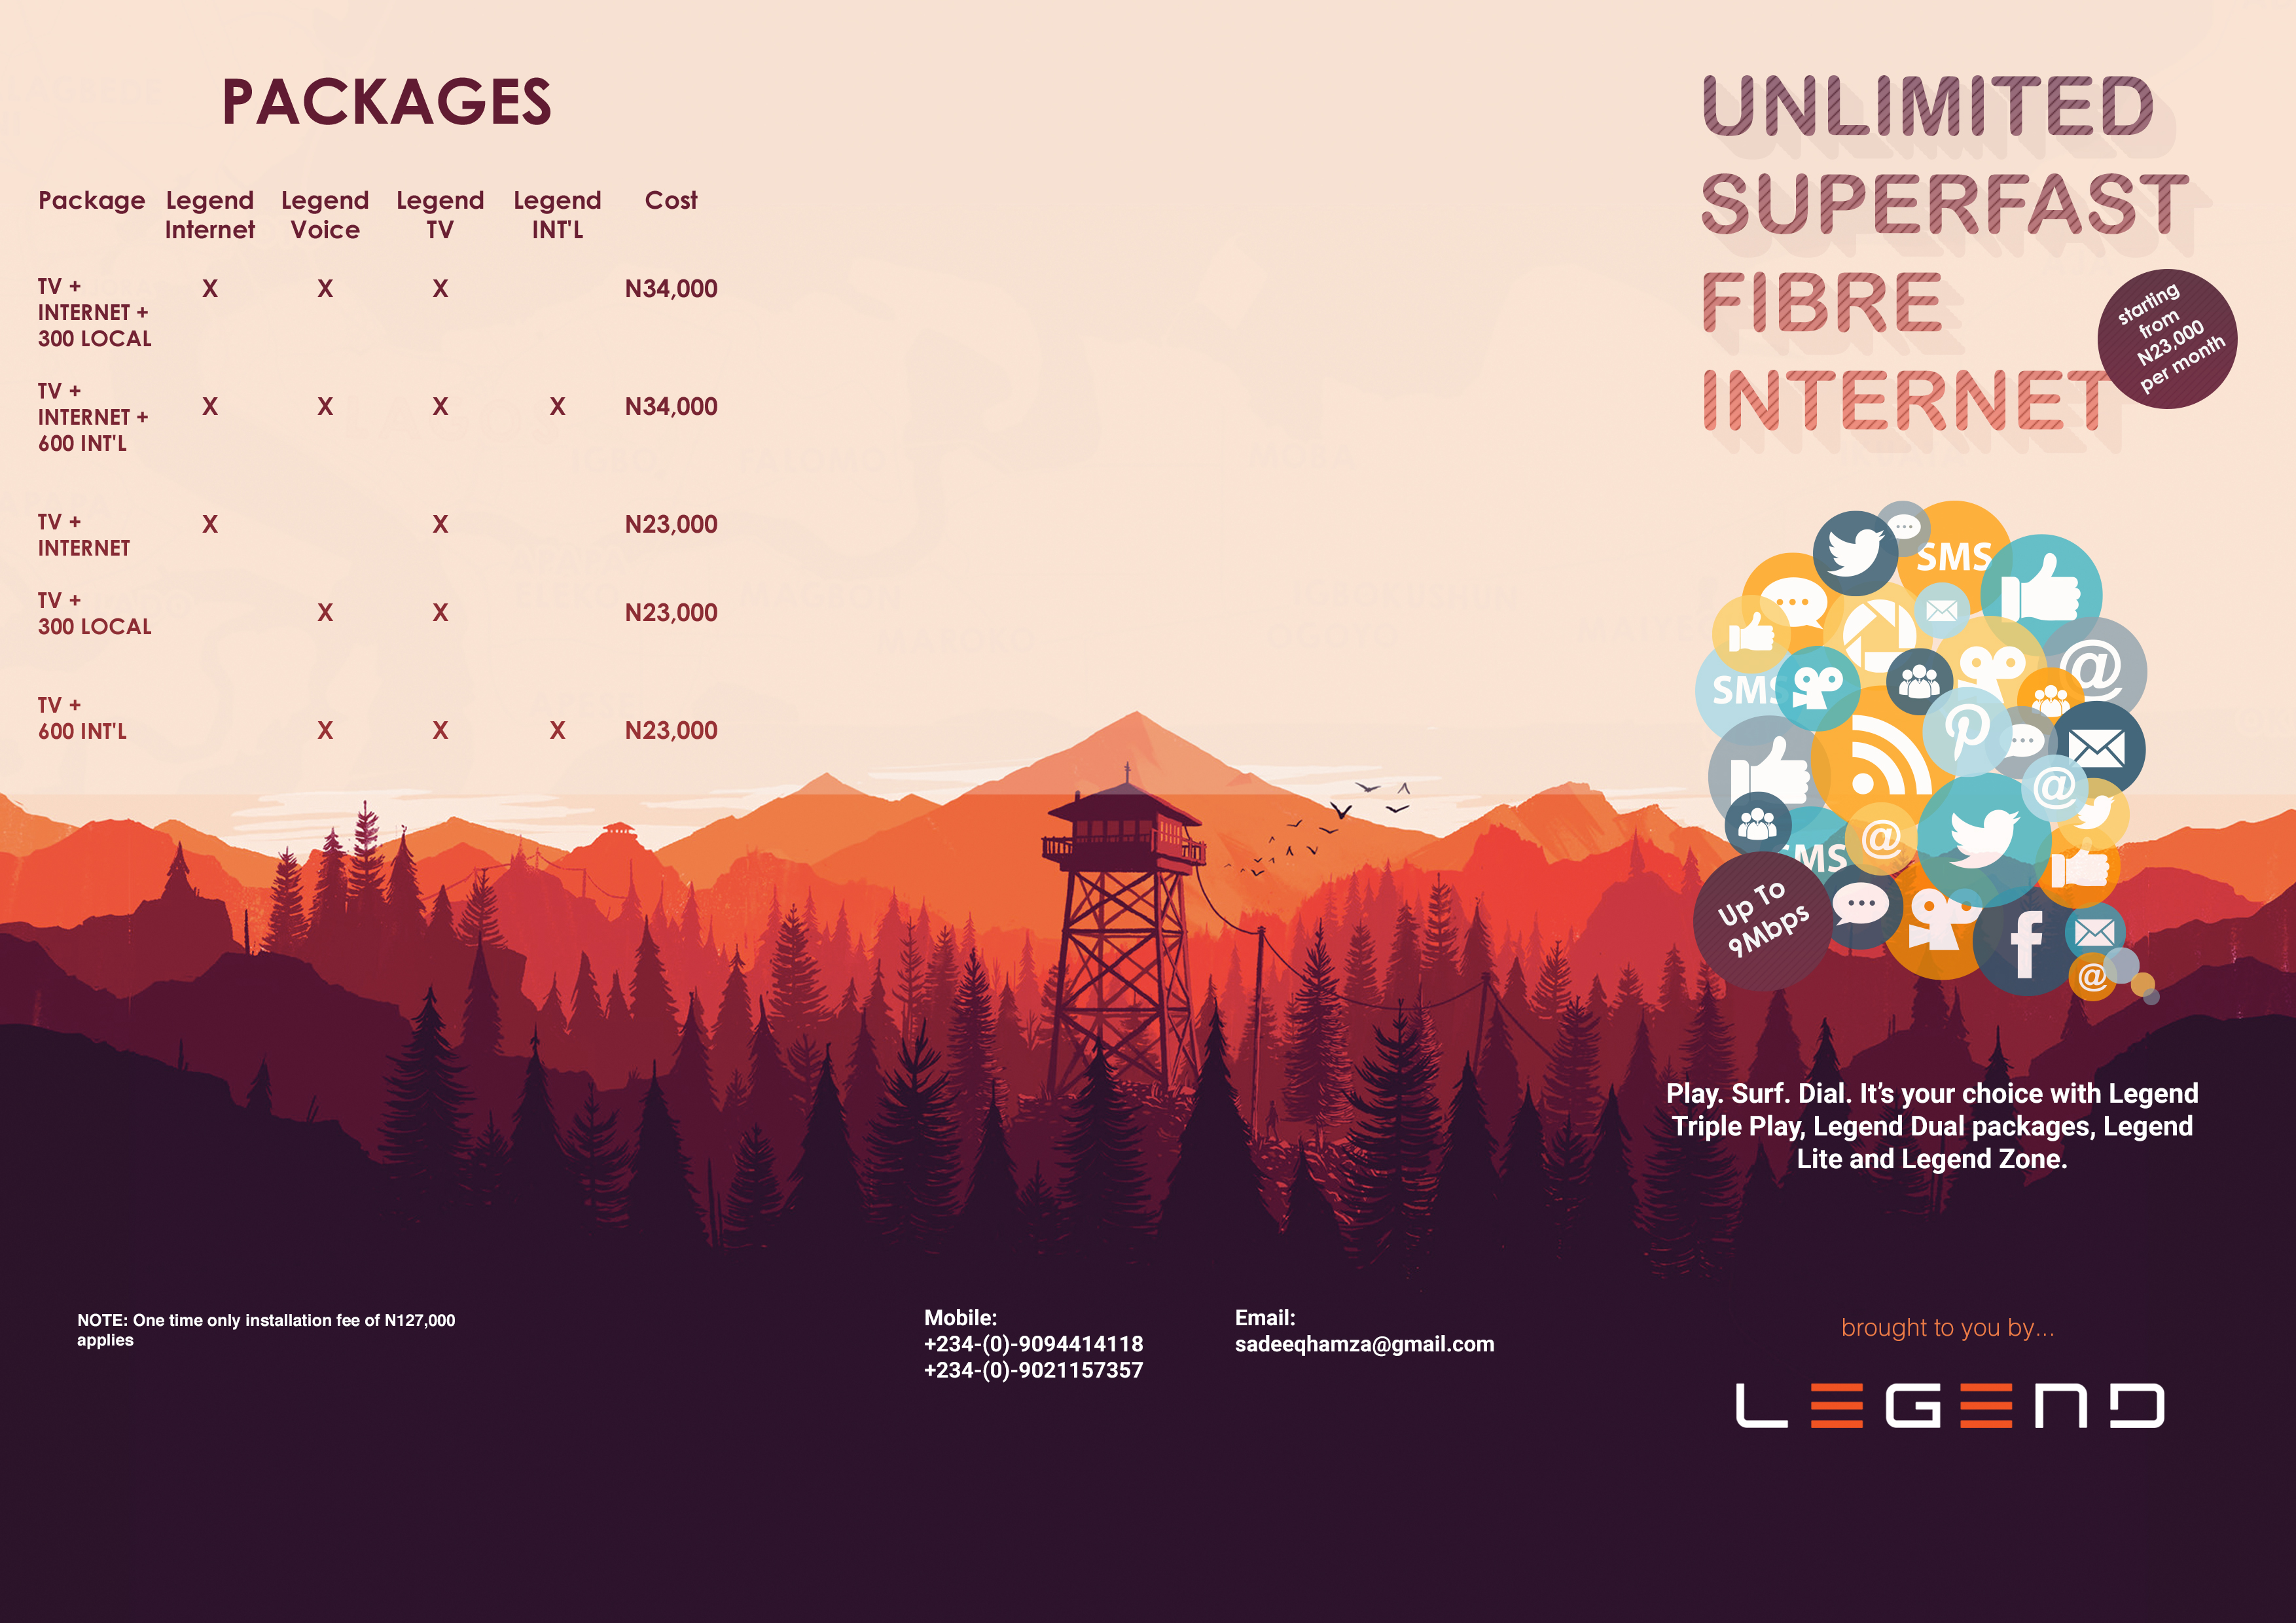 PACKAGES
Package Legend Internet Legend Voice Legend TV Legend INT'L Cost
TV +
INTERNET +
300 LOCAL
X X X N34,000
TV +
INTERNET +
600 INT'L
X X X X N34,000
TV +
INTERNET
X X N23,000
TV +
300 LOCAL
X X N23,000
TV +
600 INT'L
X X X N23,000
NOTE: One time only installation fee of N127,000
applies
Mobile:
+234-(0)-9094414118
+234-(0)-9021157357
Email:
sadeeqhamza@gmail.com
UNLIMITED
SUPERFAST
FIBRE
INTERNET
starting
from
N23,000
per month
SMS
SMS
SMS
Up To
9Mbps
Play. Surf. Dial. It’s your choice with Legend
Triple Play, Legend Dual packages, Legend
Lite and Legend Zone.
brought to you by...
LEGEND